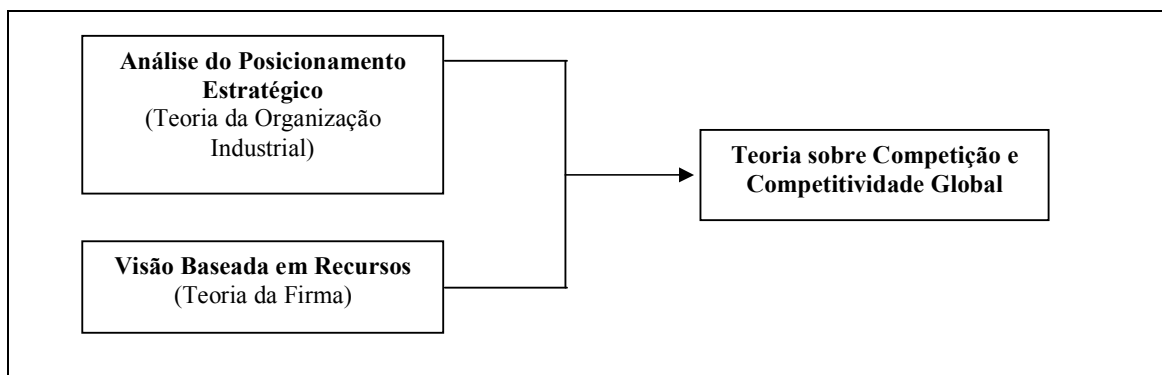 Análise do Posicionamento
Estratégico
(Teoria da Organização
Industrial)
Visão Baseada em Recursos
(Teoria da Firma)
Teoria sobre Competição e
Competitividade Global